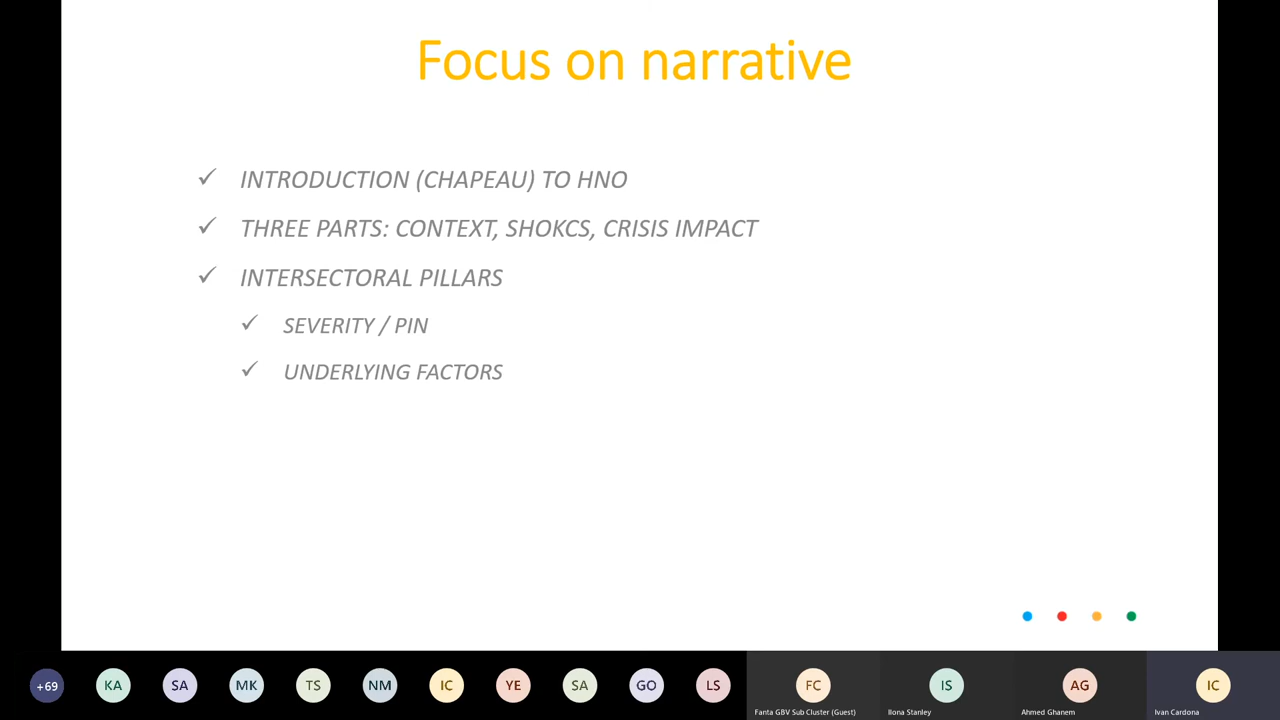 Focus on narrative
✓ INTRODUCTION (CHAPEAU) TO HNO
✓ THREE PARTS: CONTEXT, SHOKCS, CRISIS IMPACT
✓ INTERSECTORAL PILLARS
✓ SEVERITY / PIN
✓ UNDERLYING FACTORS
+69 KA SA MK TS NM IC YE SA GO LS FC IS AG IC
Fanta GBV Sub Cluster (Guest) Ilona Stanley Ahmed Ghanem Ivan Cardona